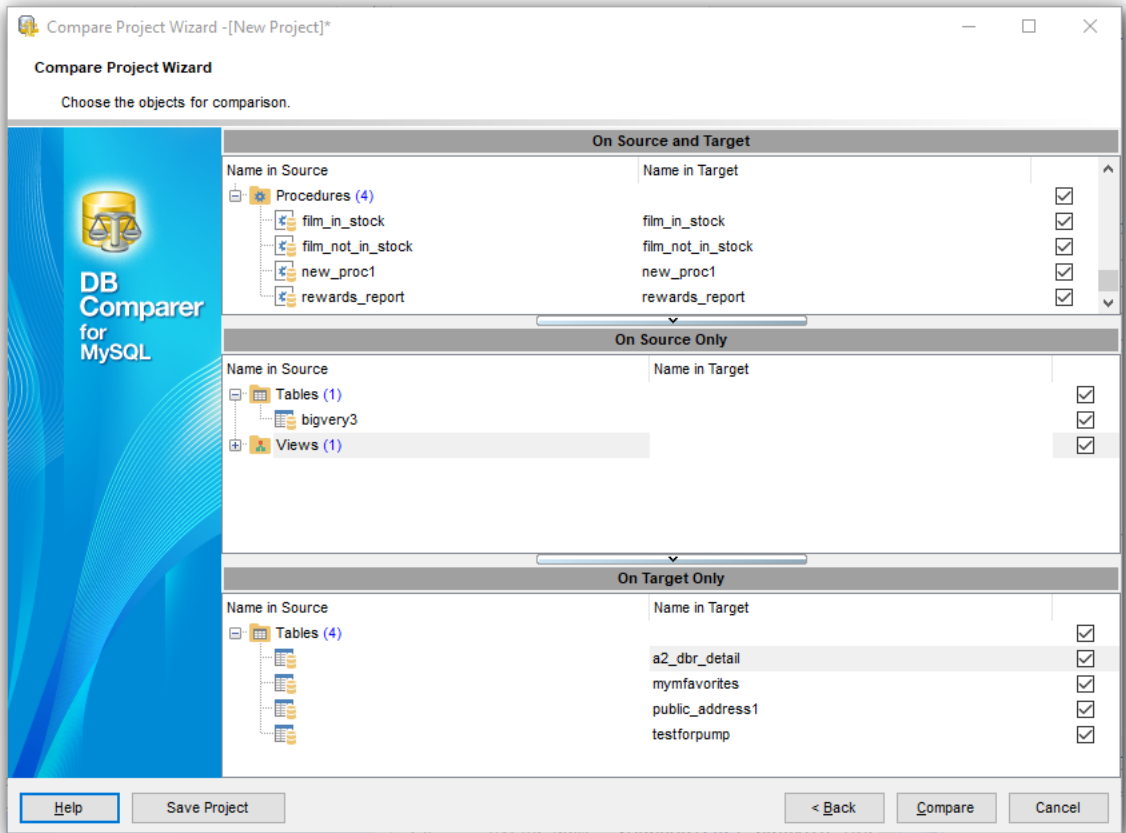 Compare Project Wizard -[New Project]*
Compare Project Wizard
Choose the objects for comparison.
DB
Comparer
for
MySQL
On Source and Target
Name in Source Name in Target
Procedures (4)
film_in_stock film_in_stock
film_not_in_stock film_not_in_stock
new_proc1 new_proc1
rewards_report rewards_report
On Source Only
Name in Source Name in Target
Tables (1)
bigvery3
Views (1)
On Target Only
Name in Source Name in Target
Tables (4)
a2_dbr_detail
mymfavorites
public_address1
testforpump
Help Save Project < Back Compare Cancel